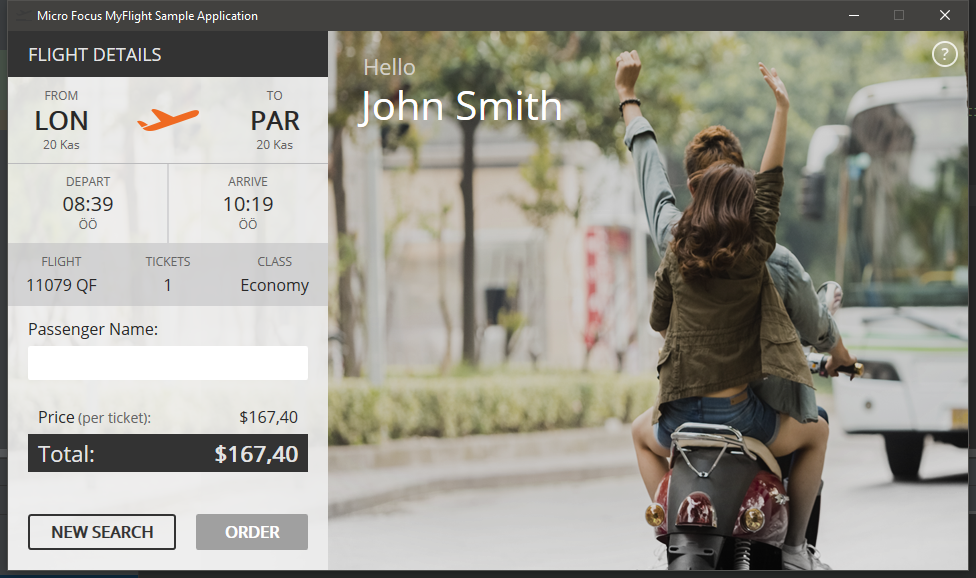 Micro Focus MyFlight Sample Application
FLIGHT DETAILS
FROM
LON
20 Kas
TO
PAR
20 Kas
DEPART
08:39
ÖÖ
ARRIVE
10:19
ÖÖ
FLIGHT
11079 QF
TICKETS
1
CLASS
Economy
Passenger Name:
Price (per ticket): $167,40
Total: $167,40
NEW SEARCH
ORDER
Hello
John Smith
?